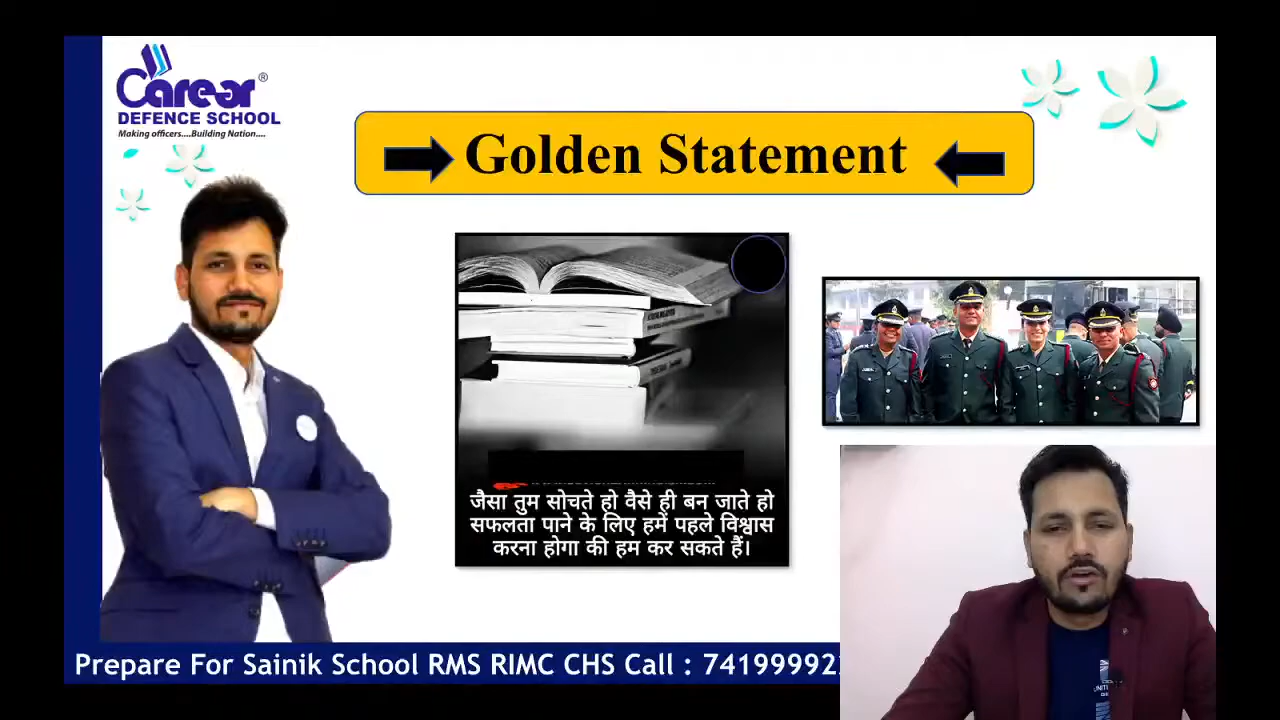 Carear®
DEFENCE SCHOOL
Making officers....Building Nation....
Golden Statement
जैसा तुम सोचते हो वैसे ही बन जाते हो
सफलता पाने के लिए हमें पहले विश्वास
करना होगा की हम कर सकते हैं।
Prepare For Sainik School RMS RIMC CHS Call : 74199992